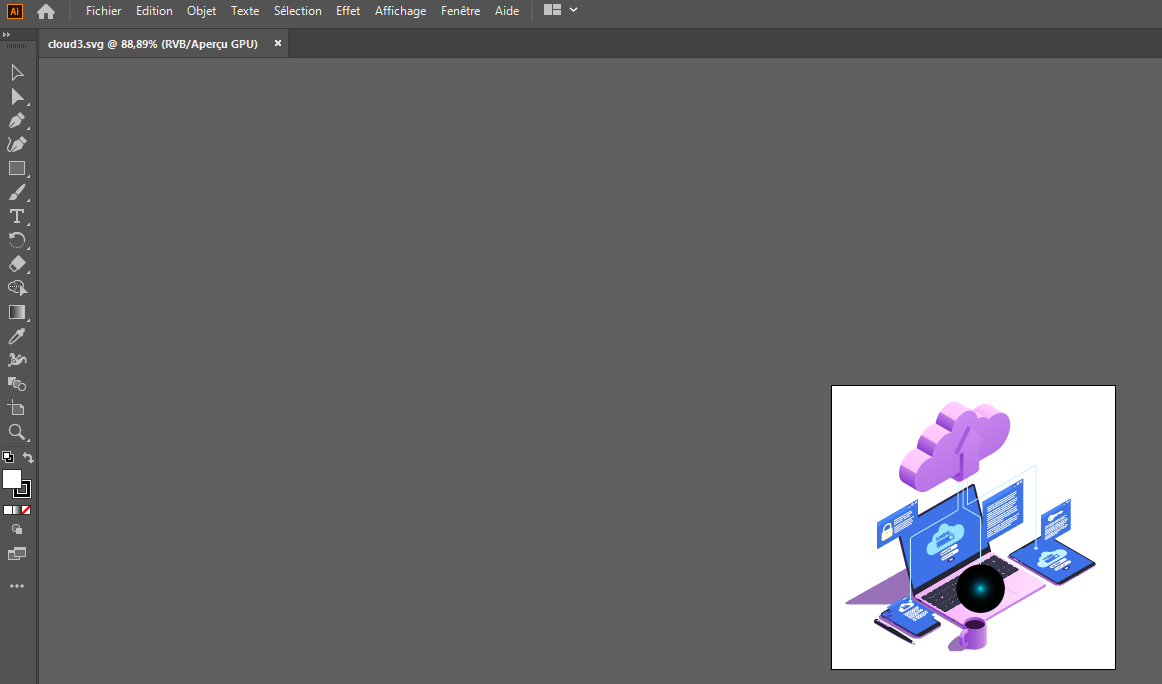 Ai Fichier Edition Objet Texte Sélection Effet Affichage Fenêtre Aide
cloud3.svg @ 88,89% (RVB/Aperçu GPU) ×